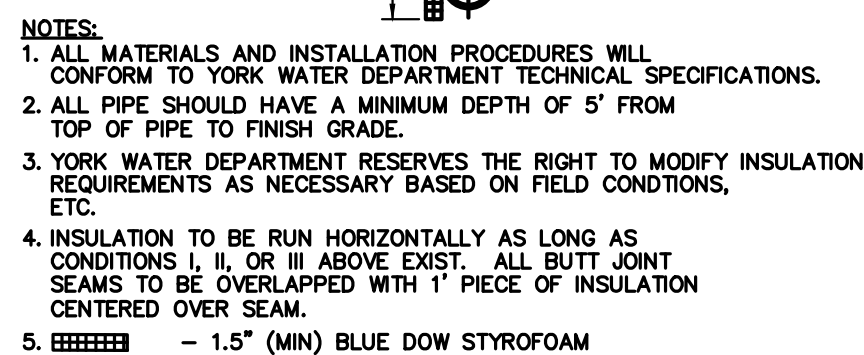 NOTES:
1. ALL MATERIALS AND INSTALLATION PROCEDURES WILL
CONFORM TO YORK WATER DEPARTMENT TECHNICAL SPECIFICATIONS.
2. ALL PIPE SHOULD HAVE A MINIMUM DEPTH OF 5' FROM
TOP OF PIPE TO FINISH GRADE.
3. YORK WATER DEPARTMENT RESERVES THE RIGHT TO MODIFY INSULATION
REQUIREMENTS AS NECESSARY BASED ON FIELD CONDTIONS,
ETC.
4. INSULATION TO BE RUN HORIZONTALLY AS LONG AS
CONDITIONS I, II, OR III ABOVE EXIST. ALL BUTT JOINT
SEAMS TO BE OVERLAPPED WITH 1' PIECE OF INSULATION
CENTERED OVER SEAM.
5. - 1.5" (MIN) BLUE DOW STYROFOAM